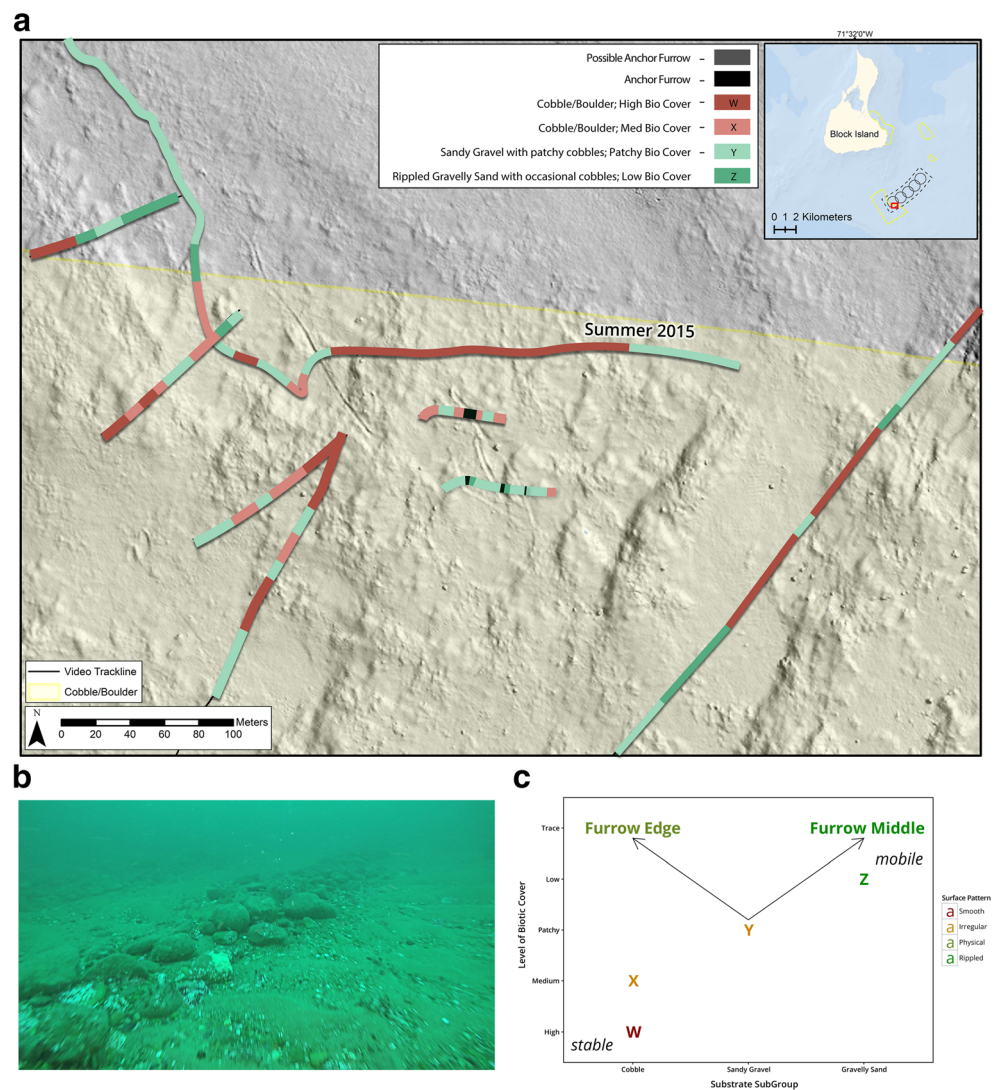 a
71°32'0"W
Possible Anchor Furrow –
Anchor Furrow –
Cobble/Boulder; High Bio Cover – W
Cobble/Boulder; Med Bio Cover – X
Sandy Gravel with patchy cobbles; Patchy Bio Cover – Y
Rippled Gravelly Sand with occasional cobbles; Low Bio Cover – Z
Block Island
0 1 2 Kilometers
Summer 2015
Video Trackline
Cobble/Boulder
N
Meters
0 20 40 60 80 100
b
c
Level of Biotic Cover
Trace
Low
Patchy
Medium
High
Furrow Edge
Furrow Middle
mobile
Z
Y
X
W
stable
Cobble
Sandy Gravel
Gravelly Sand
Substrate SubGroup
Surface Pattern
a Smooth
a Irregular
a Physical
a Rippled